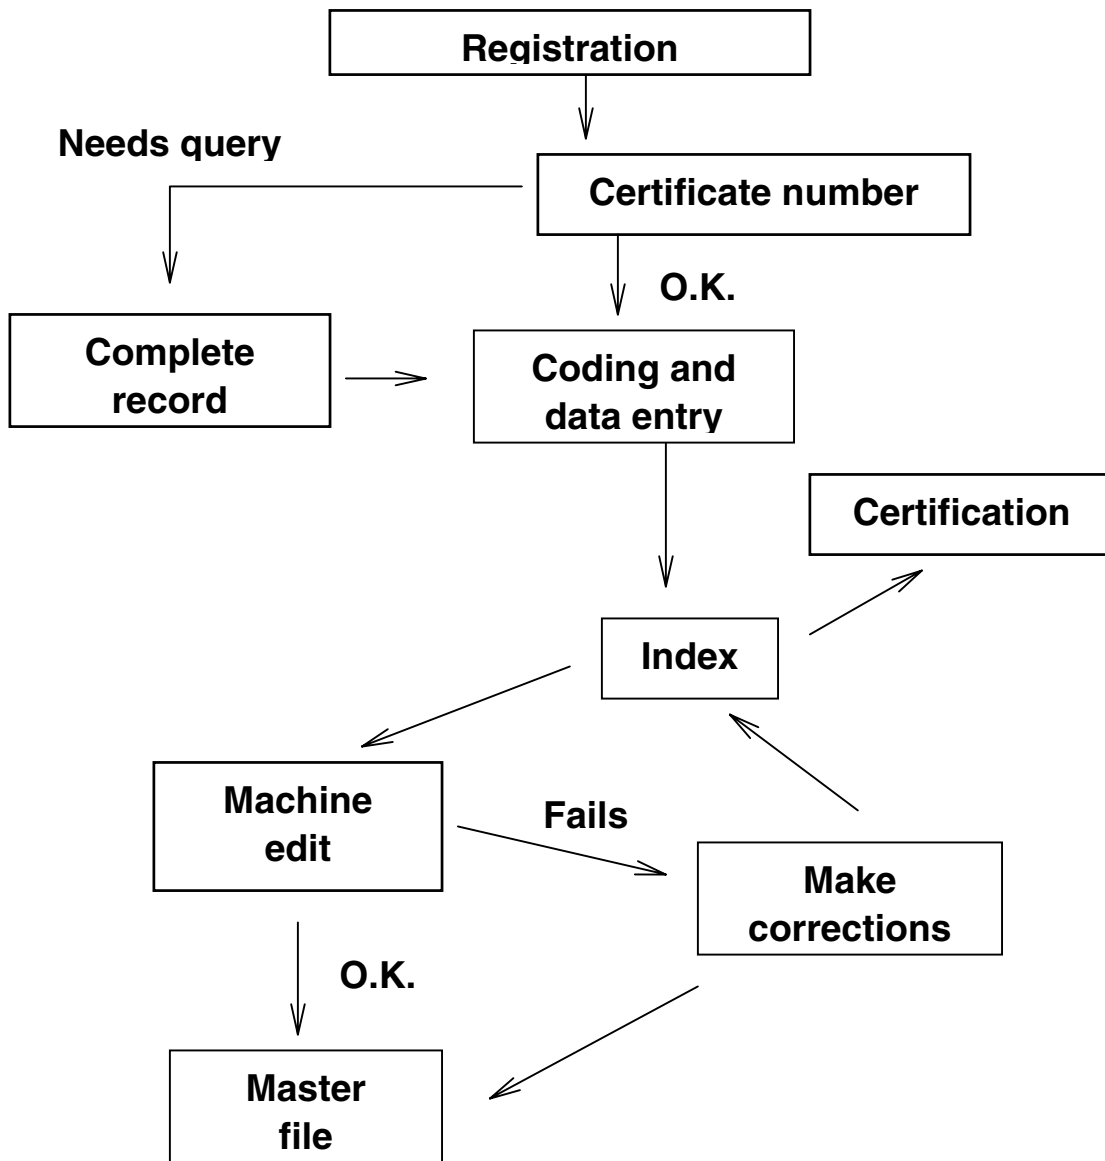 Registration
Needs query
Certificate number
O.K.
Complete
record
Coding and
data entry
Certification
Index
Machine
edit
Fails
Make
corrections
O.K.
Master
file